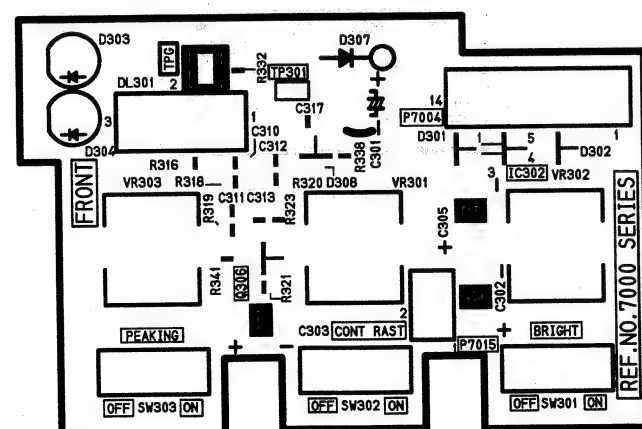 D303
TPG
2
R332
D307
+
TP301
DL301
C317
14
P7004
3
1
C310
C312
R338
C301
D301
1
5
4
1
D302
D304
R316
R318
R320
D308
IC302
3
FRONT
VR303
R319
C311
C313
R323
VR301
C305
VR302
+
R341
Q306
R321
C302
2
C303
CONT RAST
+
PEAKING
+
-
1
P7015
BRIGHT
OFF SW303 ON
OFF SW302 ON
OFF SW301 ON
REF.NO.7000 SERIES